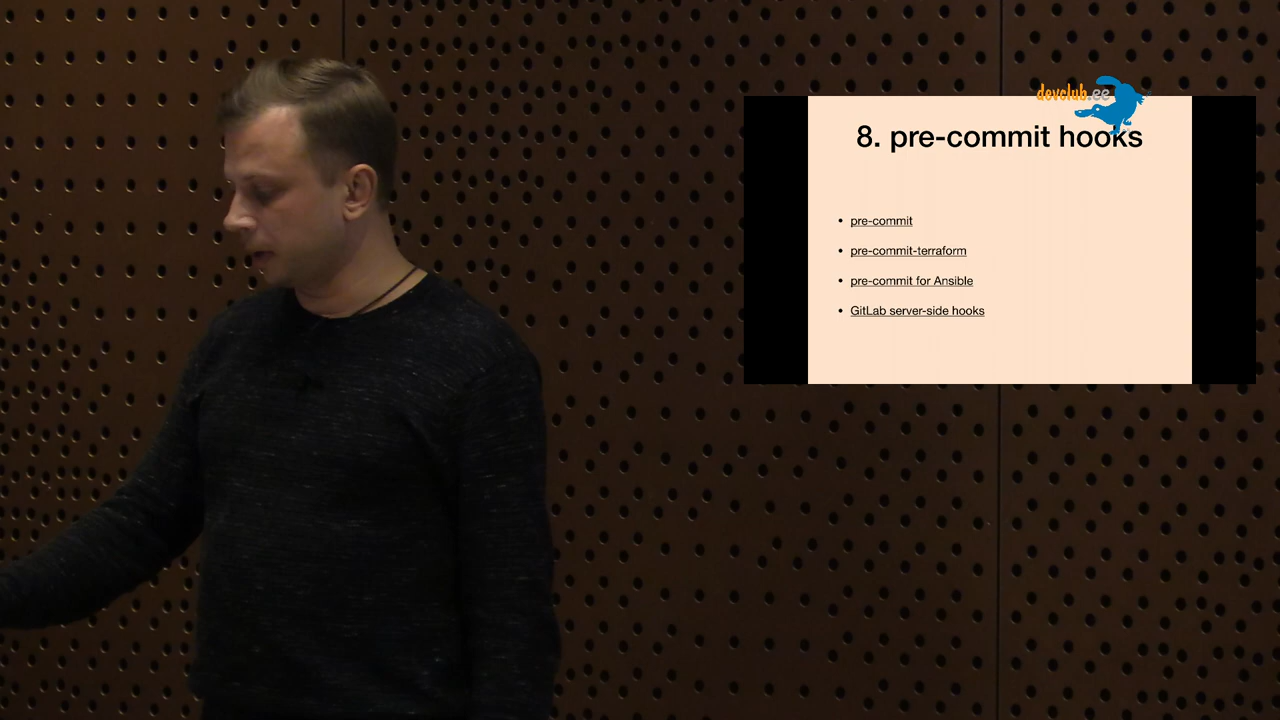 devclub.ee
8. pre-commit hooks
• pre-commit
• pre-commit-terraform
• pre-commit for Ansible
• GitLab server-side hooks